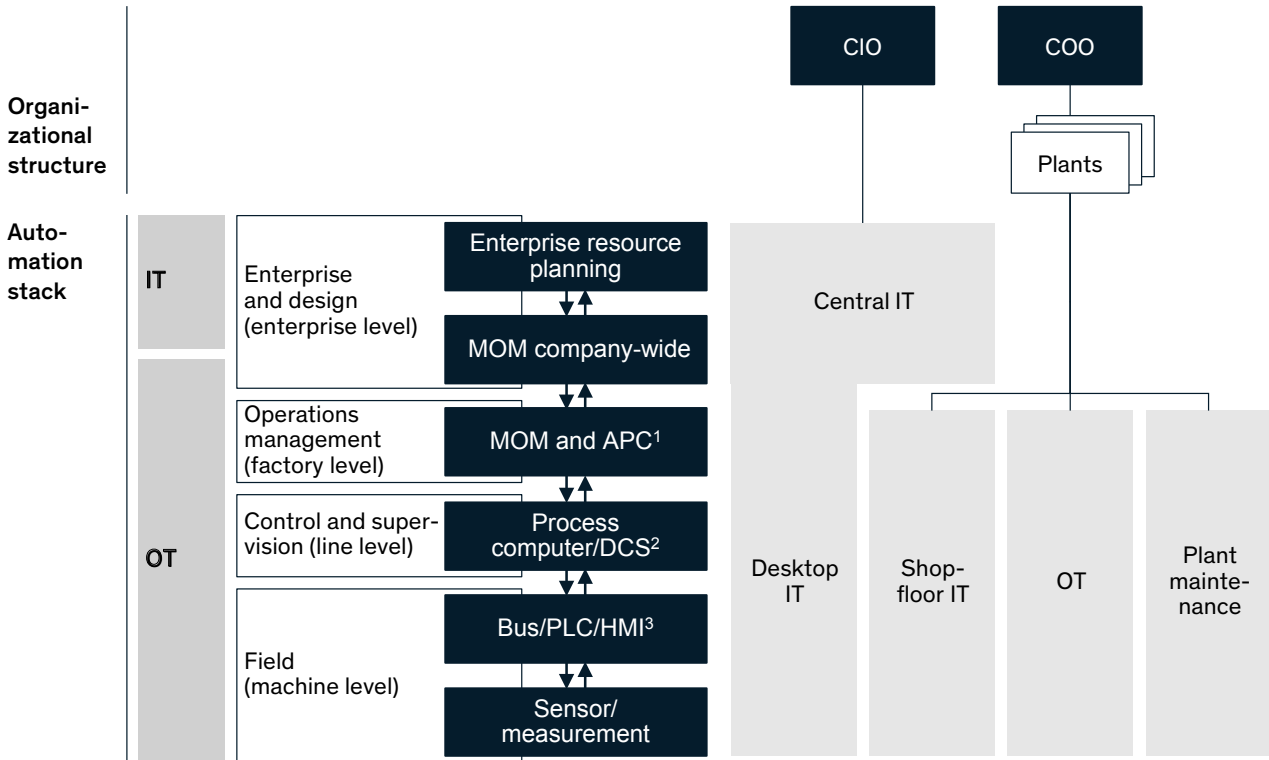 CIO
COO
Organi-
zational
structure
Plants
Auto-
mation
stack
IT
Enterprise
and design
(enterprise level)
Enterprise resource
planning
MOM company-wide
Central IT
OT
Operations
management
(factory level)
MOM and APC¹
Control and super-
vision (line level)
Process
computer/DCS²
Field
(machine level)
Bus/PLC/HMI³
Sensor/
measurement
Desktop
IT
Shop-
floor IT
OT
Plant
mainte-
nance